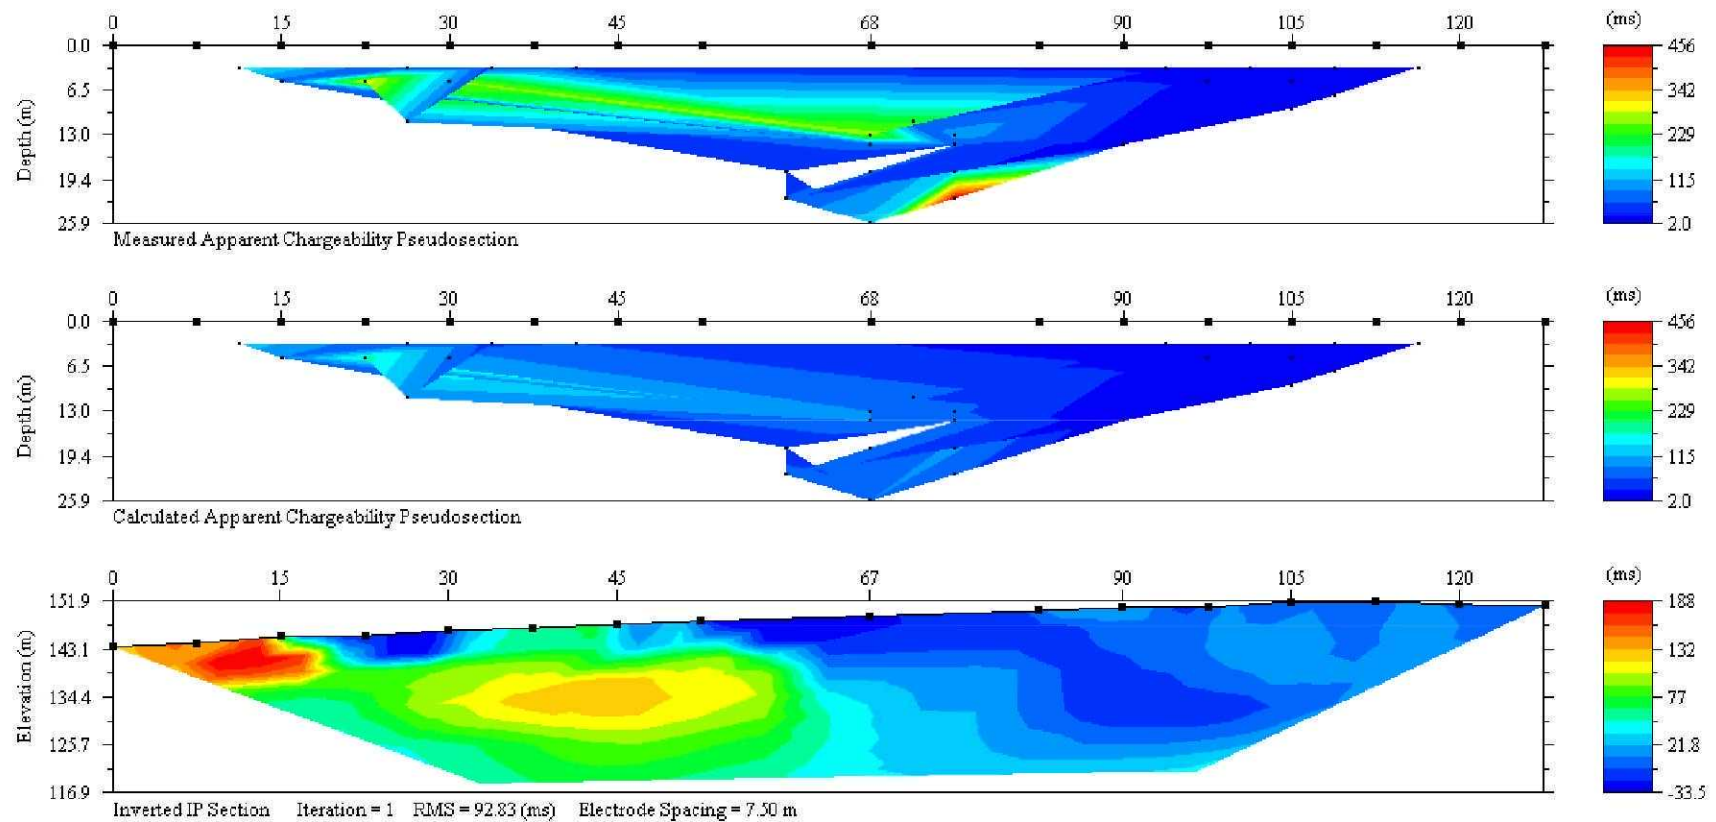 0 15 30 45 68 90 105 120 (ms)
0.0 456
6.5 342
13.0 229
19.4 115
25.9 2.0
Depth (m)
Measured Apparent Chargeability Pseudosection
0 15 30 45 68 90 105 120 (ms)
0.0 456
6.5 342
13.0 229
19.4 115
25.9 2.0
Depth (m)
Calculated Apparent Chargeability Pseudosection
0 15 30 45 67 90 105 120 (ms)
151.9 188
143.1 132
134.4 77
125.7 21.8
116.9 -33.5
Elevation (m)
Inverted IP Section Iteration = 1 RMS = 92.83 (ms) Electrode Spacing = 7.50 m